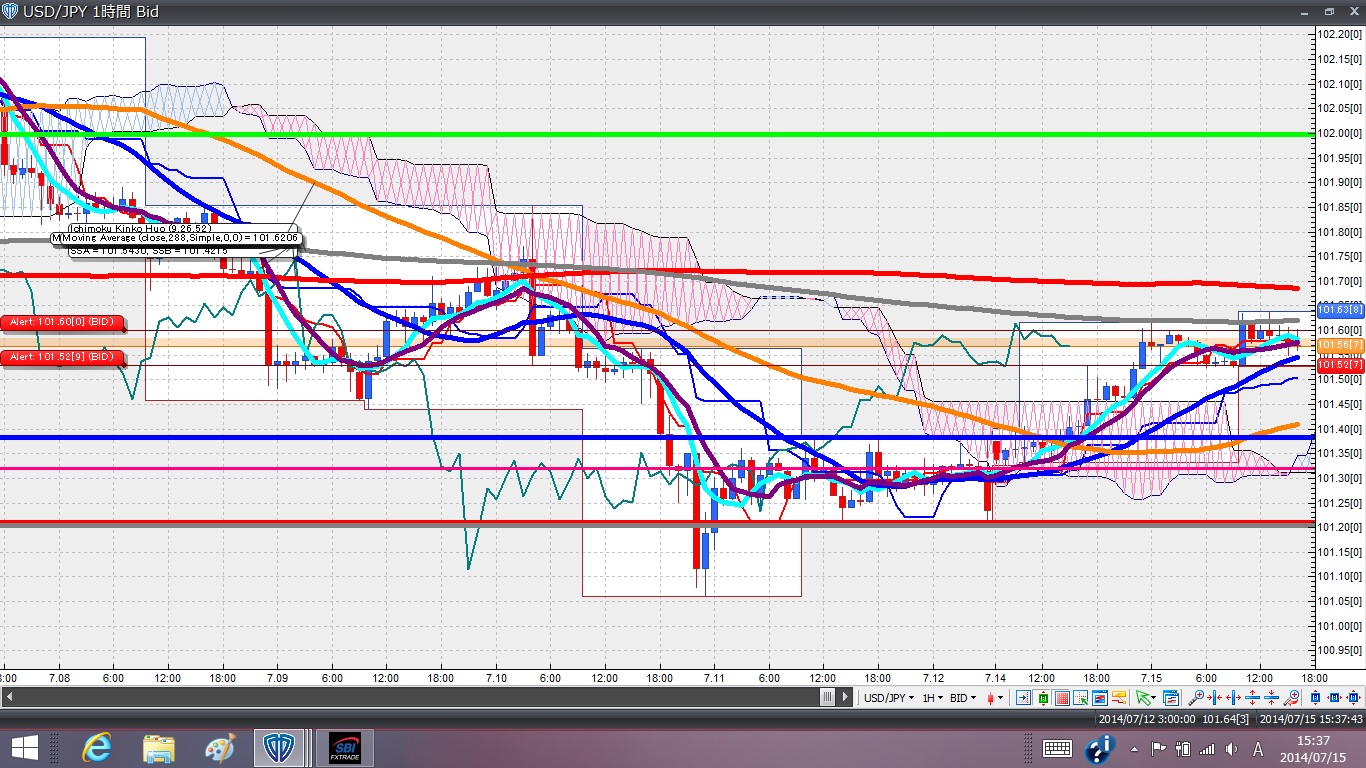 USD/JPY 1時間 Bid
102.20[0]
102.15[0]
102.10[0]
102.05[0]
102.00[0]
101.95[0]
101.90[0]
101.85[0]
101.80[0]
101.75[0]
101.70[0]
101.63[8]
101.60[0]
101.56[7]
101.52[7]
101.50[0]
101.45[0]
101.40[0]
101.35[0]
101.30[0]
101.25[0]
101.20[0]
101.15[0]
101.10[0]
101.05[0]
101.00[0]
100.95[0]
Ichimoku Kinko Huo (9,26,52)
Moving Average (close,288,Simple,0,0) = 101.6206
SSA = 101.5430, SSB = 101.4215
Alert: 101.60[0] (BID)
Alert: 101.52[9] (BID)
7.08 6:00 12:00 18:00 7.09 6:00 12:00 18:00 7.10 6:00 12:00 18:00 7.11 6:00 12:00 18:00 7.12 7.14 12:00 18:00 7.15 6:00 12:00 18:00
USD/JPY 1H BID
2014/07/12 3:00:00 101.64[3] 2014/07/15 15:37:43
SBI
FXTRADE
A
15:37
2014/07/15